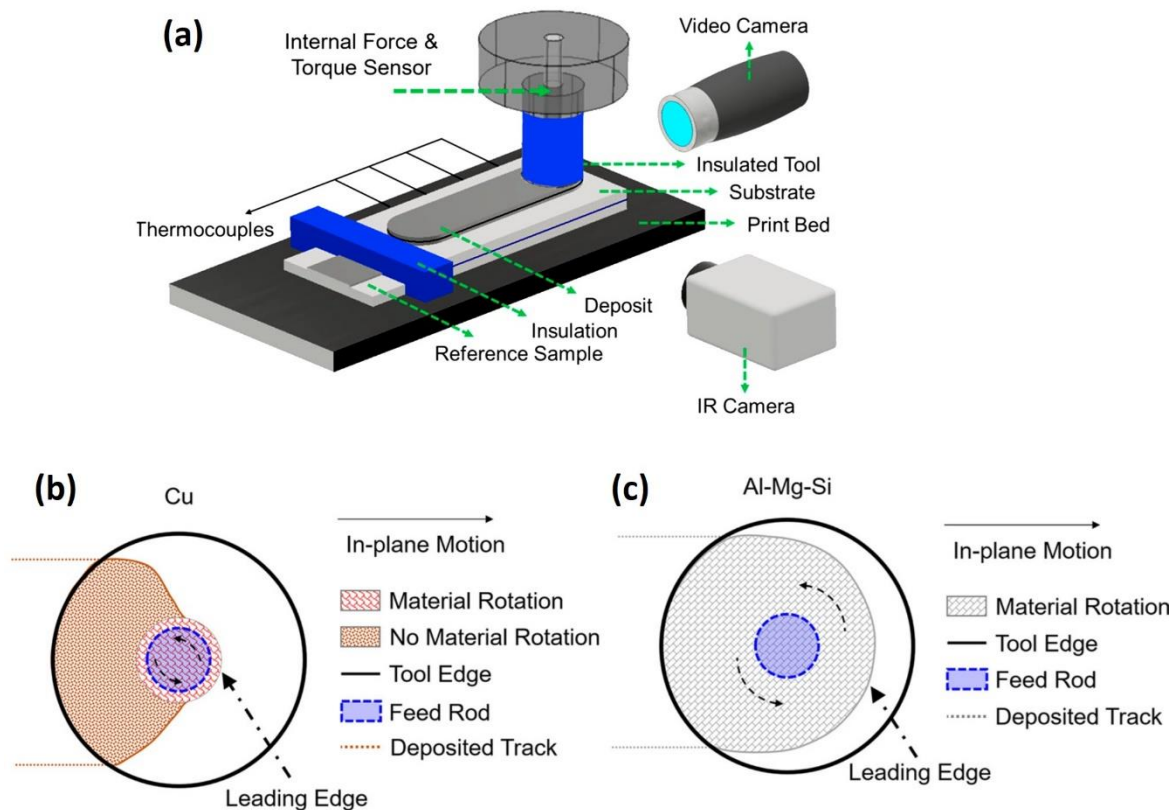 (a)
Internal Force &
Torque Sensor
Video Camera
Insulated Tool
Substrate
Print Bed
Thermocouples
Deposit
Insulation
Reference Sample
IR Camera
(b)
Cu
In-plane Motion
Material Rotation
No Material Rotation
Tool Edge
Feed Rod
Deposited Track
Leading Edge
(c)
Al-Mg-Si
In-plane Motion
Material Rotation
Tool Edge
Feed Rod
Deposited Track
Leading Edge